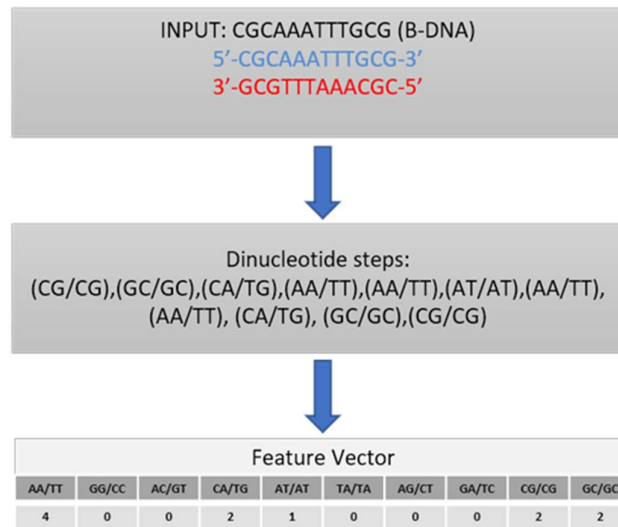 INPUT: CGCAAATTTGCG (B-DNA)
5’-CGCAAATTTGCG-3’
3’-GCGTTTAAACGC-5’
Dinucleotide steps:
(CG/CG),(GC/GC),(CA/TG),(AA/TT),(AA/TT),(AT/AT),(AA/TT),
(AA/TT), (CA/TG), (GC/GC),(CG/CG)
Feature Vector
AA/TT GG/CC AC/GT CA/TG AT/AT TA/TA AG/CT GA/TC CG/CG GC/GC
4 0 0 2 1 0 0 0 2 2